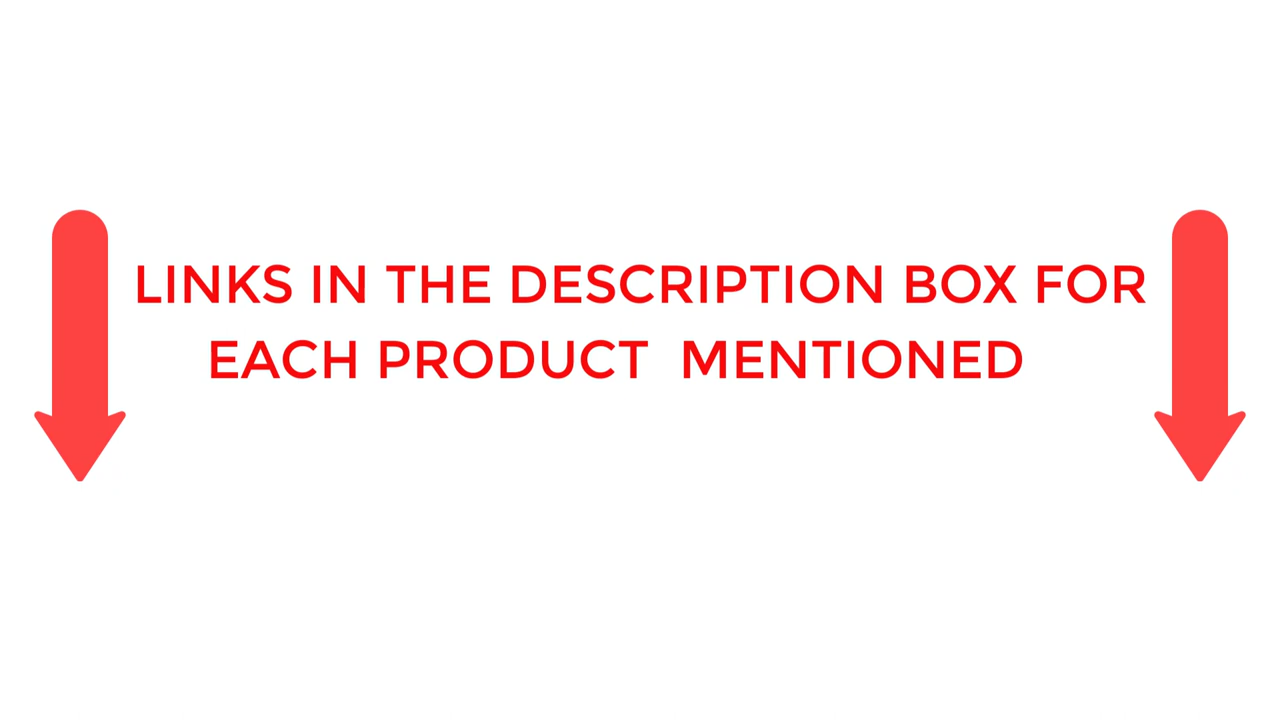 LINKS IN THE DESCRIPTION BOX FOR
EACH PRODUCT  MENTIONED